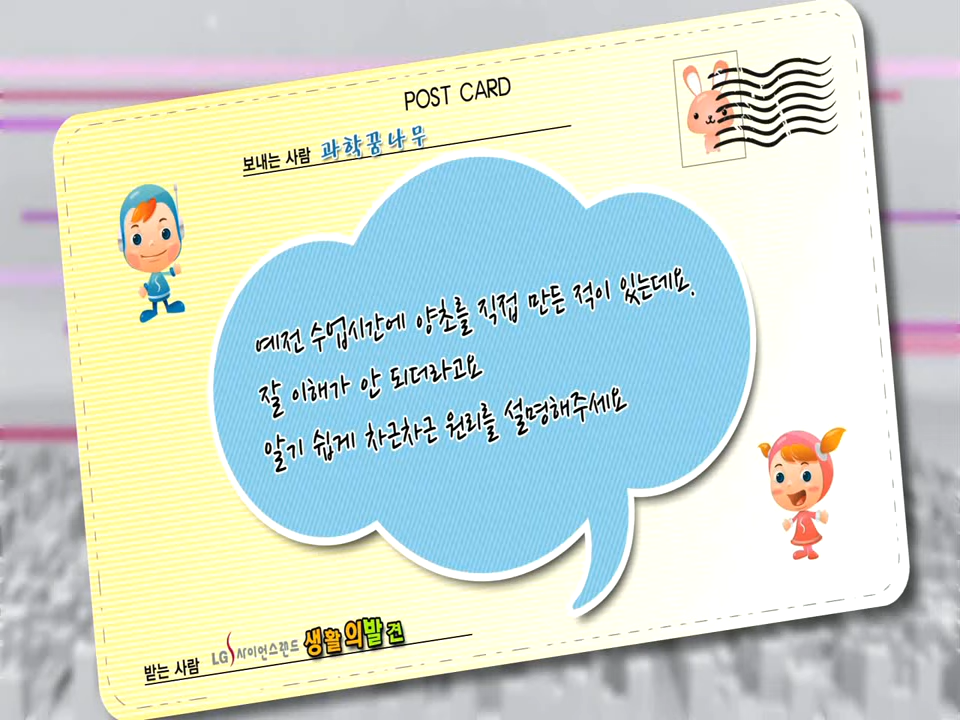 POST CARD
보내는 사람 과학꿈나무
예전 수업시간에 양초를 직접 만든 적이 있는데요.
잘 이해가 안 되더라고요
알기 쉽게 차근차근 원리를 설명해주세요
받는 사람 LG사이언스랜드 생활의발견